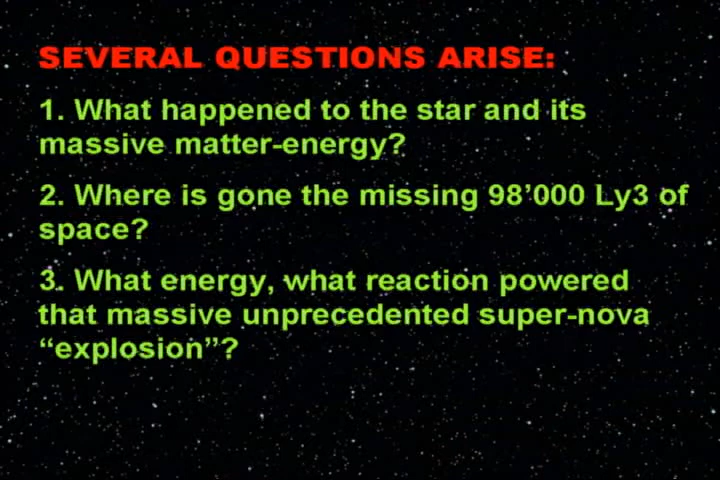 SEVERAL QUESTIONS ARISE:
1. What happened to the star and its
massive matter-energy?
2. Where is gone the missing 98’000 Ly3 of
space?
3. What energy, what reaction powered
that massive unprecedented super-nova
“explosion”?